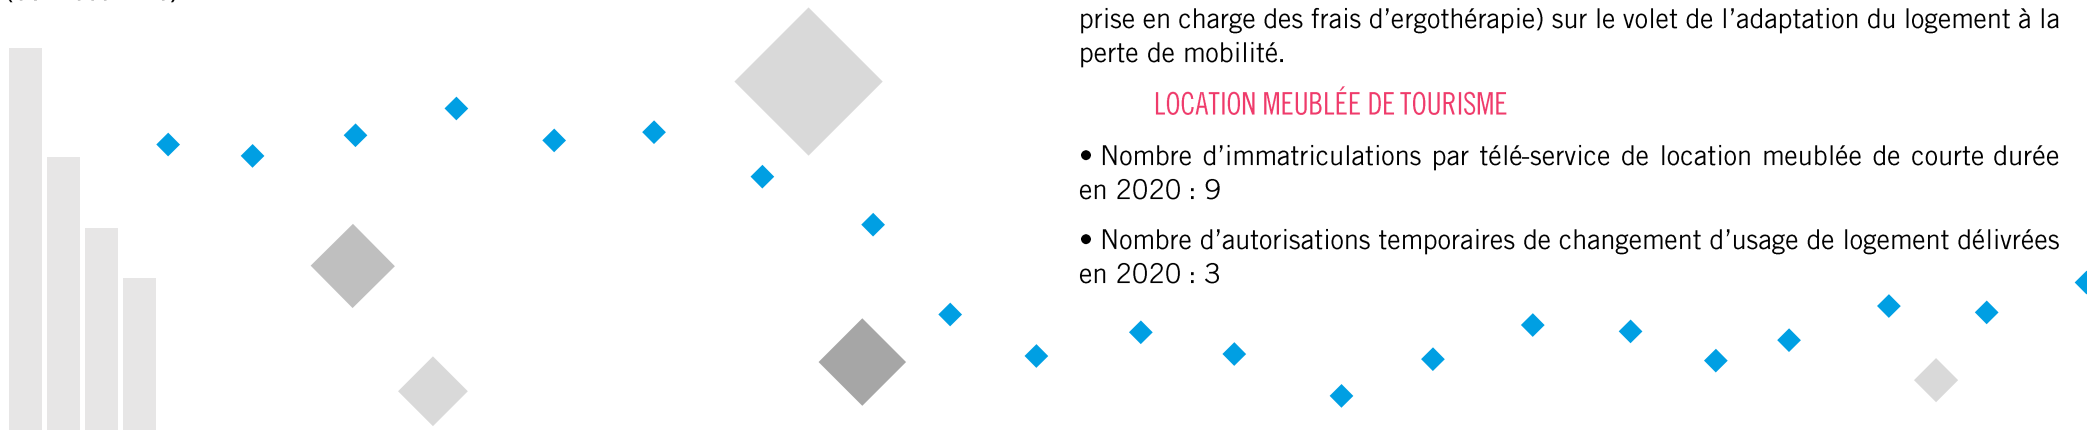 prise en charge des frais d’ergothérapie) sur le volet de l’adaptation du logement à la
perte de mobilité.
LOCATION MEUBLÉE DE TOURISME
• Nombre d’immatriculations par télé-service de location meublée de courte durée
en 2020 : 9
• Nombre d’autorisations temporaires de changement d’usage de logement délivrées
en 2020 : 3